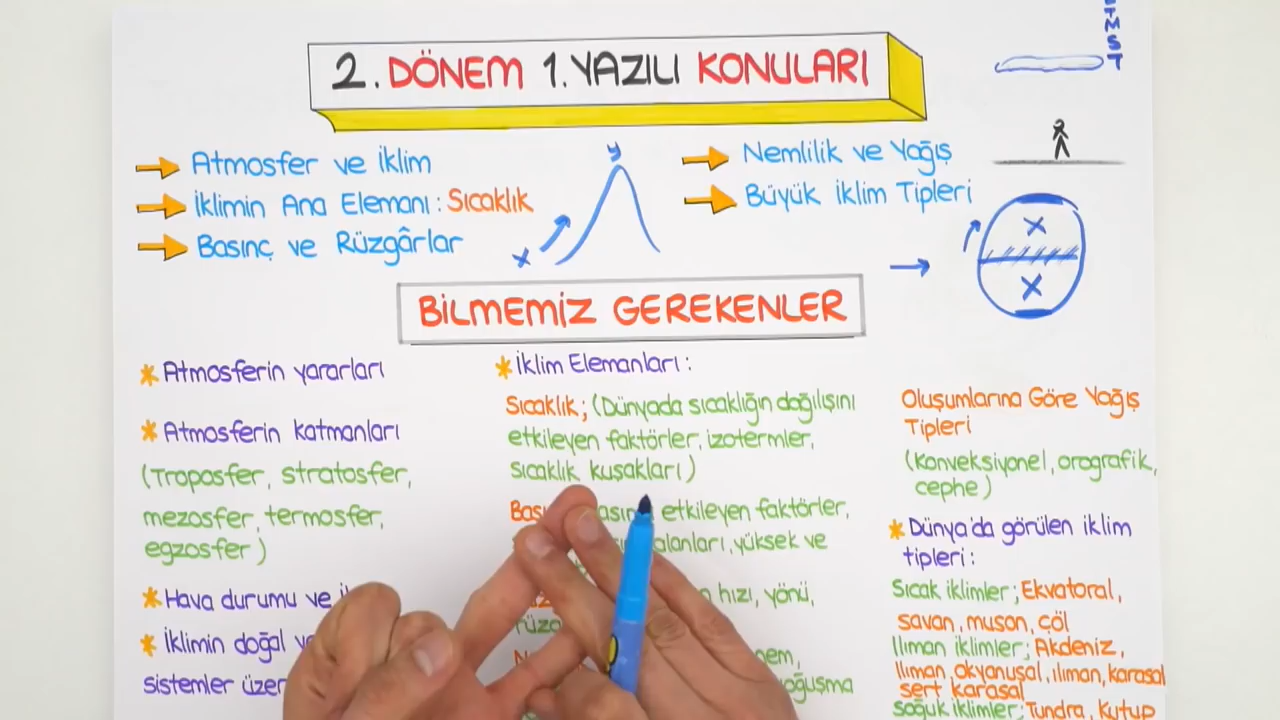 2. DÖNEM 1. YAZILI KONULARI
Atmosfer ve İklim
İklimin Ana Elemanı: Sıcaklık
Basınç ve Rüzgârlar
Nemlilik ve Yağış
Büyük İklim Tipleri
y
x
TMST
X
X
BİLMEMİZ GEREKENLER
* Atmosferin yararları
* Atmosferin katmanları
(Troposfer, stratosfer,
mezosfer, termosfer,
egzosfer)
* Hava durumu ve
* İklimin doğal
sistemler
* İklim Elemanları:
Sıcaklık; (Dünyada sıcaklığın dağılışını
etkileyen faktörler, izotermler,
sıcaklık kuşakları)
etkileyen faktörler,
alanları, yüksek ve
hızı, yönü,
Oluşumlarına Göre Yağış
Tipleri
(Konveksiyonel, orografik,
cephe)
* Dünya'da görülen iklim
tipleri:
Sıcak iklimler; Ekvatoral,
savan, muson, çöl
Ilıman iklimler; Akdeniz,
ılıman okyanusal, ılıman karasal
sert karasal
soğuk iklimler; Tundra, Kutup